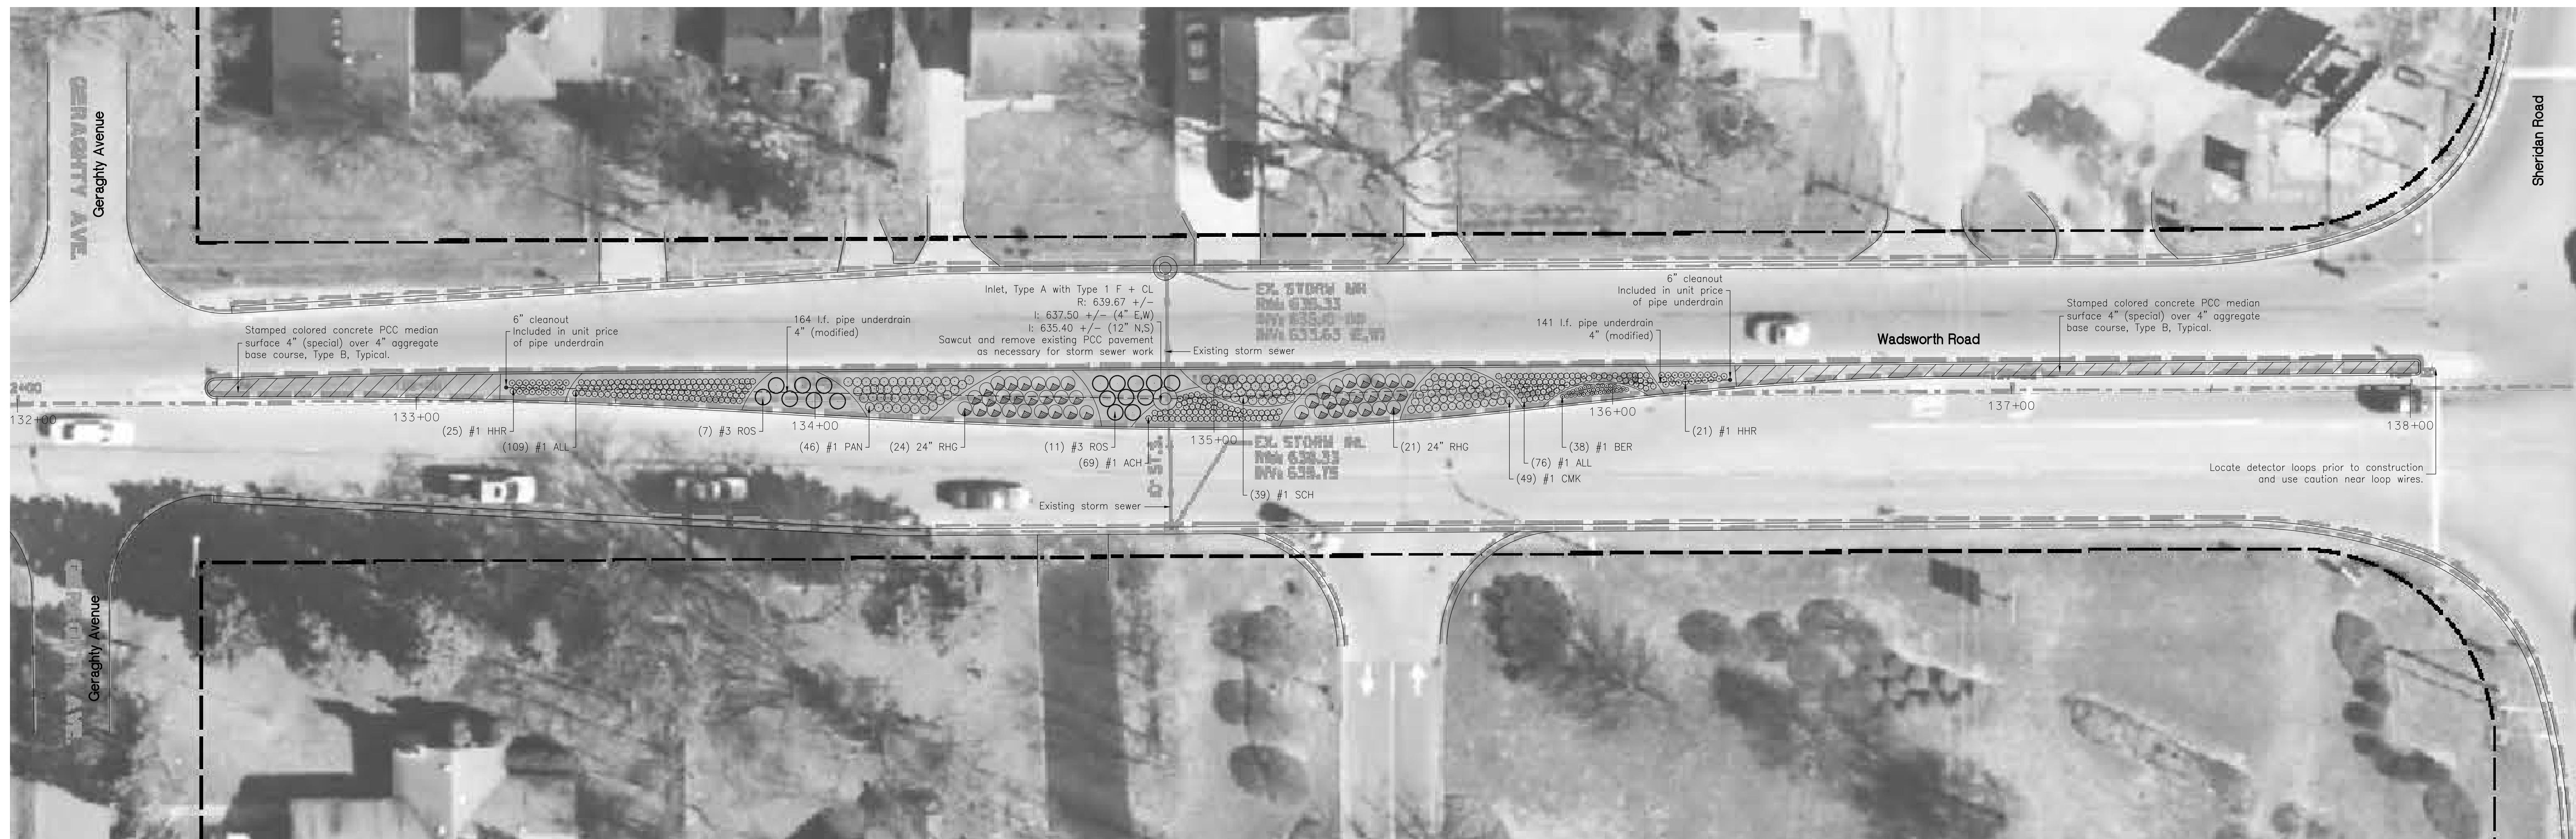 GERAGHTY AVE.
Geraghty Avenue
Sheridan Road
Inlet, Type A with Type 1 F + CL
R: 639.67 +/-
I: 637.50 +/- (4" E,W)
I: 635.40 +/- (12" N,S)
Sawcut and remove existing PCC pavement
as necessary for storm sewer work
Existing storm sewer
EX. STORM MH
6" cleanout
Included in unit price
of pipe underdrain
141 l.f. pipe underdrain
4" (modified)
Stamped colored concrete PCC median
surface 4" (special) over 4" aggregate
base course, Type B, Typical.
Wadsworth Road
Stamped colored concrete PCC median
surface 4" (special) over 4" aggregate
base course, Type B, Typical.
6" cleanout
Included in unit price
of pipe underdrain
164 l.f. pipe underdrain
4" (modified)
2+00
132+00
133+00
134+00
135+00
136+00
137+00
138+00
(25) #1 HHR
(109) #1 ALL
(7) #3 ROS
(46) #1 PAN
(24) 24" RHG
(11) #3 ROS
(69) #1 ACH
(39) #1 SCH
(21) 24" RHG
(49) #1 CMK
(76) #1 ALL
(38) #1 BER
(21) #1 HHR
EX. STORM INL
Existing storm sewer
Locate detector loops prior to construction
and use caution near loop wires.
Geraghty Avenue